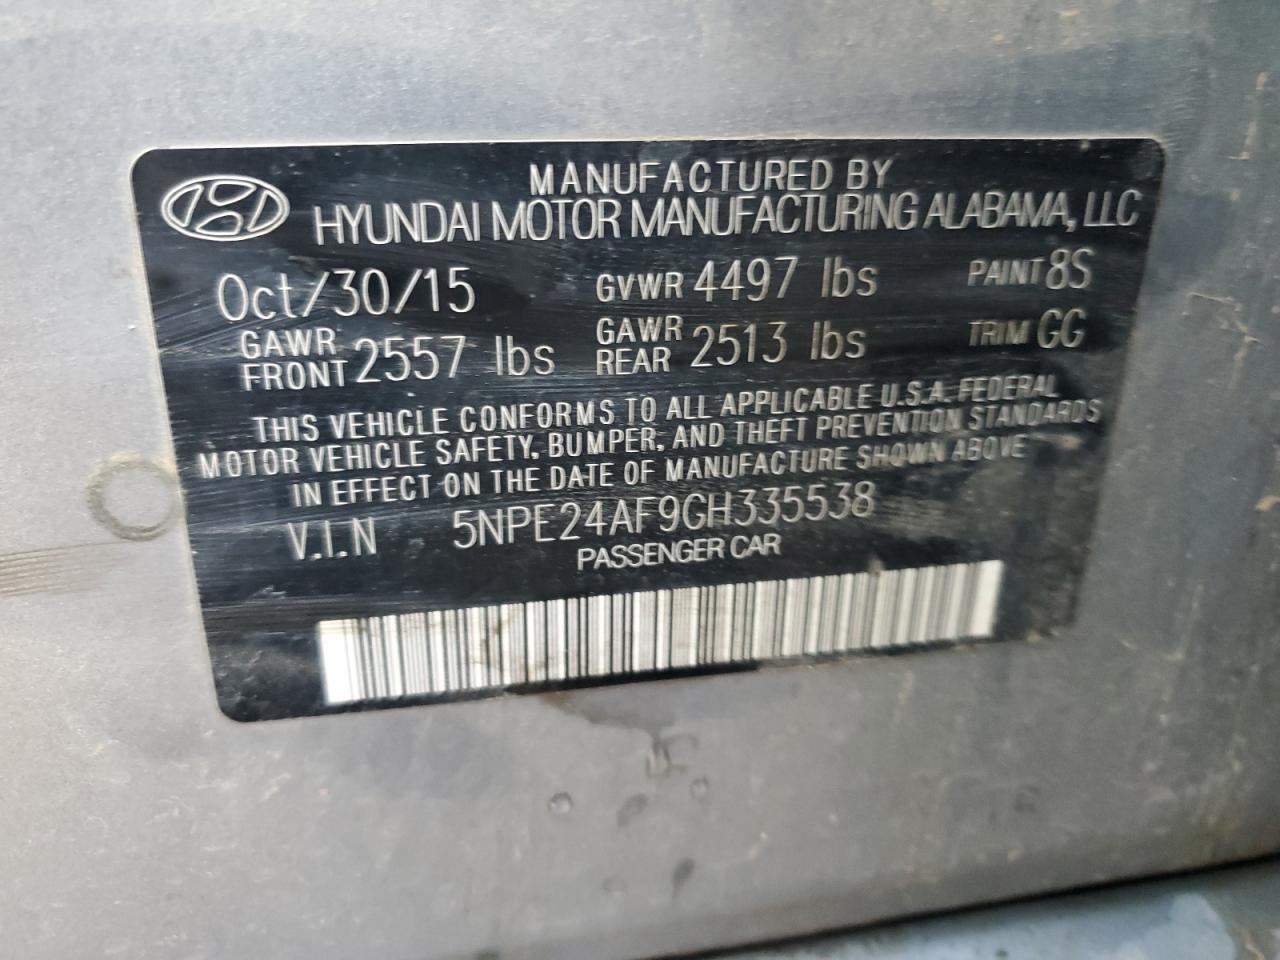 MANUFACTURED BY
HYUNDAI MOTOR MANUFACTURING ALABAMA, LLC
Oct/30/15 GVWR 4497 lbs PAINT 8S
GAWR FRONT 2557 lbs GAWR REAR 2513 lbs TRIM GG
THIS VEHICLE CONFORMS TO ALL APPLICABLE U.S.A. FEDERAL
MOTOR VEHICLE SAFETY, BUMPER, AND THEFT PREVENTION STANDARDS
IN EFFECT ON THE DATE OF MANUFACTURE SHOWN ABOVE
V.I.N 5NPE24AF9GH335538
PASSENGER CAR